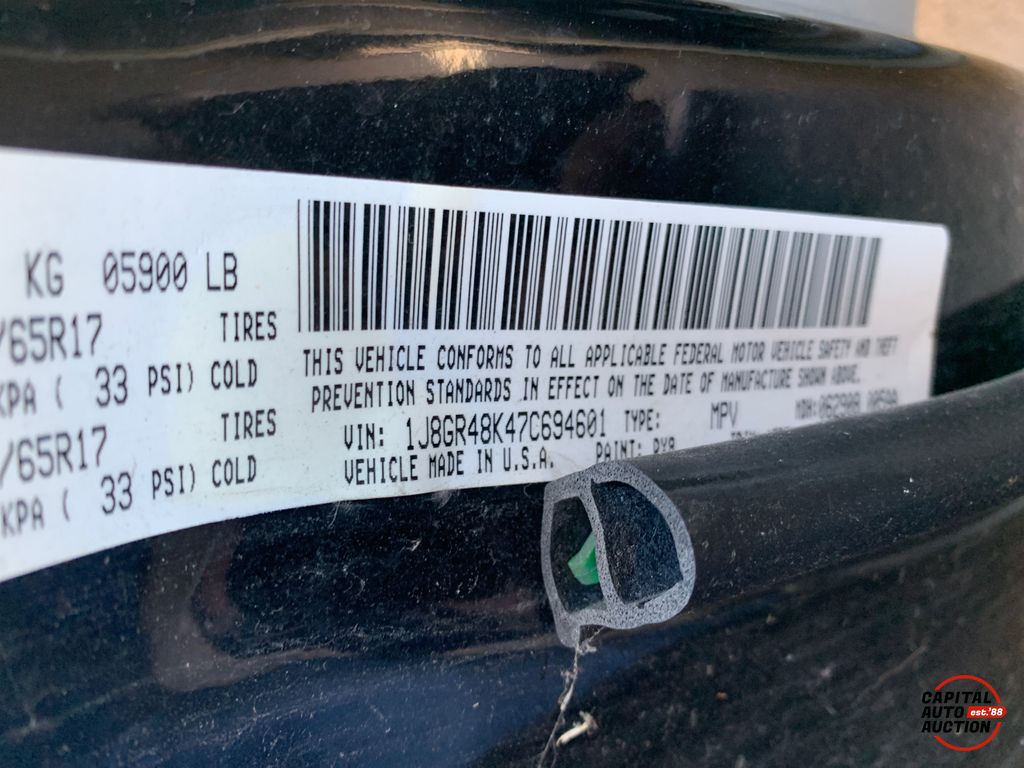 KG 05900 LB
/65R17 TIRES
KPA ( 33 PSI) COLD
/65R17 TIRES
KPA ( 33 PSI) COLD
THIS VEHICLE CONFORMS TO ALL APPLICABLE FEDERAL MOTOR VEHICLE SAFETY AND THEFT
PREVENTION STANDARDS IN EFFECT ON THE DATE OF MANUFACTURE SHOWN ABOVE.
VIN: 1J8GR48K47C694601 TYPE: MPV
VEHICLE MADE IN U.S.A. PAINT:
CAPITAL
AUTO est.'88
AUCTION